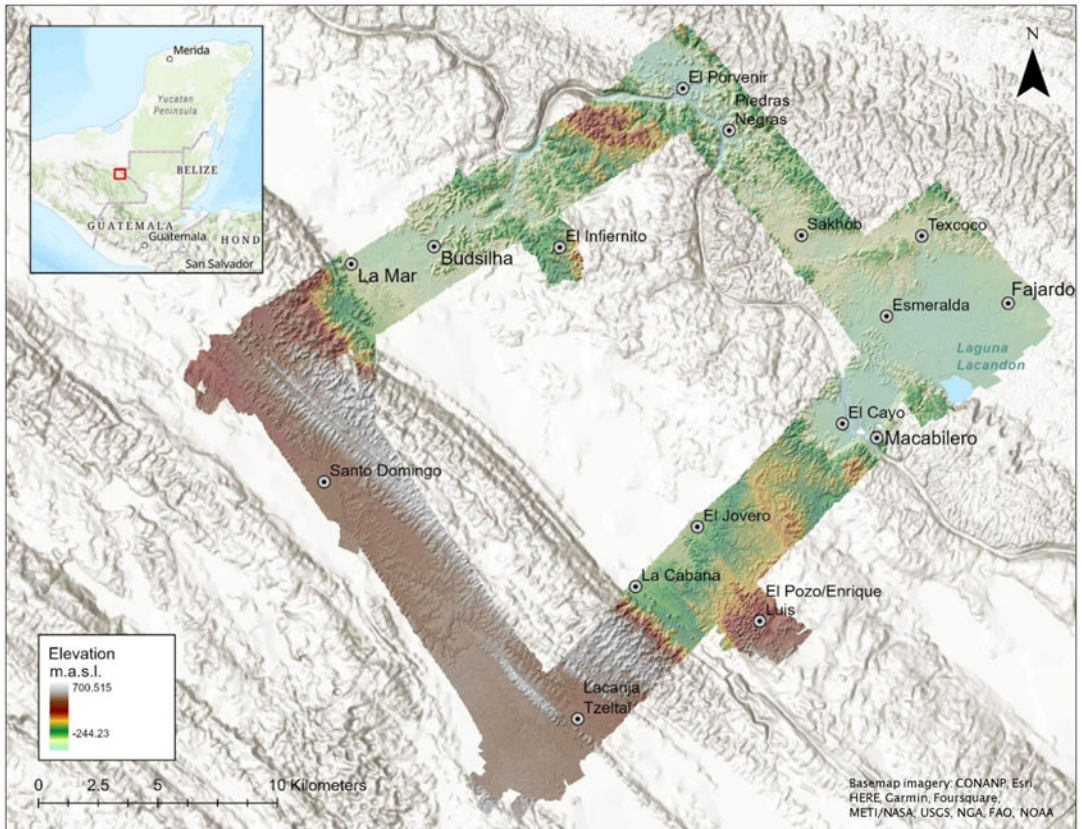 Merida
Yucatan
Peninsula
BELIZE
GUATEMALA
Guatemala
HOND
San Salvador
N
El Porvenir
Piedras
Negras
Sakhob
Texcoco
El Infiernito
Budsilha
La Mar
Fajardo
Esmeralda
Laguna
Lacandon
El Cayo
Macabilero
Santo Domingo
El Jovero
La Cabana
El Pozo/Enrique
Luis
Lacanja
Tzeltal
Elevation
m.a.s.l.
700.515
-244.23
0 2.5 5 10 Kilometers
Basemap imagery: CONANP, Esri,
HERE, Garmin, Foursquare,
METI/NASA, USGS, NGA, FAO, NOAA